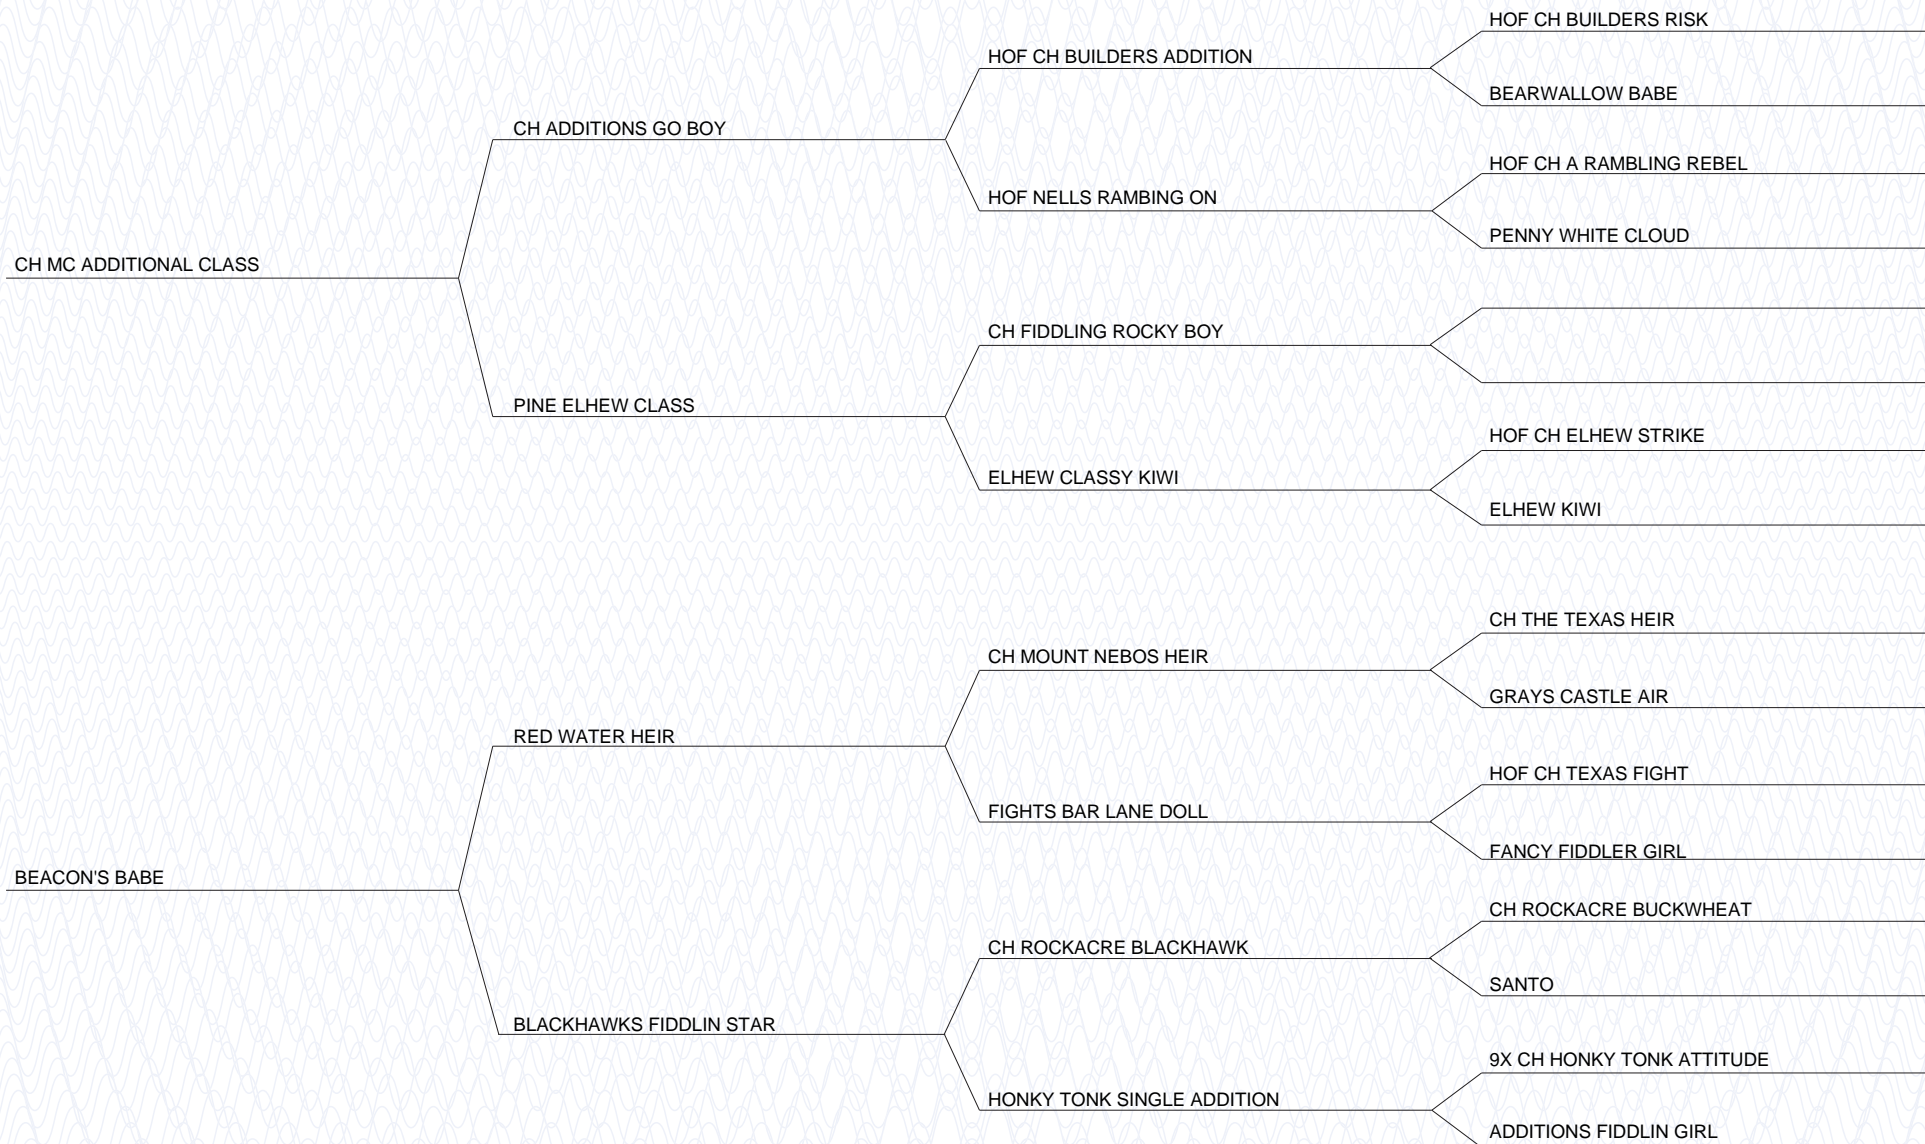 HOF CH BUILDERS RISK
HOF CH BUILDERS ADDITION
BEARWALLOW BABE
CH ADDITIONS GO BOY
HOF CH A RAMBLING REBEL
HOF NELLS RAMBING ON
PENNY WHITE CLOUD
CH MC ADDITIONAL CLASS
CH FIDDLING ROCKY BOY
PINE ELHEW CLASS
HOF CH ELHEW STRIKE
ELHEW CLASSY KIWI
ELHEW KIWI
CH THE TEXAS HEIR
CH MOUNT NEBOS HEIR
GRAYS CASTLE AIR
RED WATER HEIR
HOF CH TEXAS FIGHT
FIGHTS BAR LANE DOLL
FANCY FIDDLER GIRL
BEACON'S BABE
CH ROCKACRE BUCKWHEAT
CH ROCKACRE BLACKHAWK
SANTO
BLACKHAWKS FIDDLIN STAR
9X CH HONKY TONK ATTITUDE
HONKY TONK SINGLE ADDITION
ADDITIONS FIDDLIN GIRL